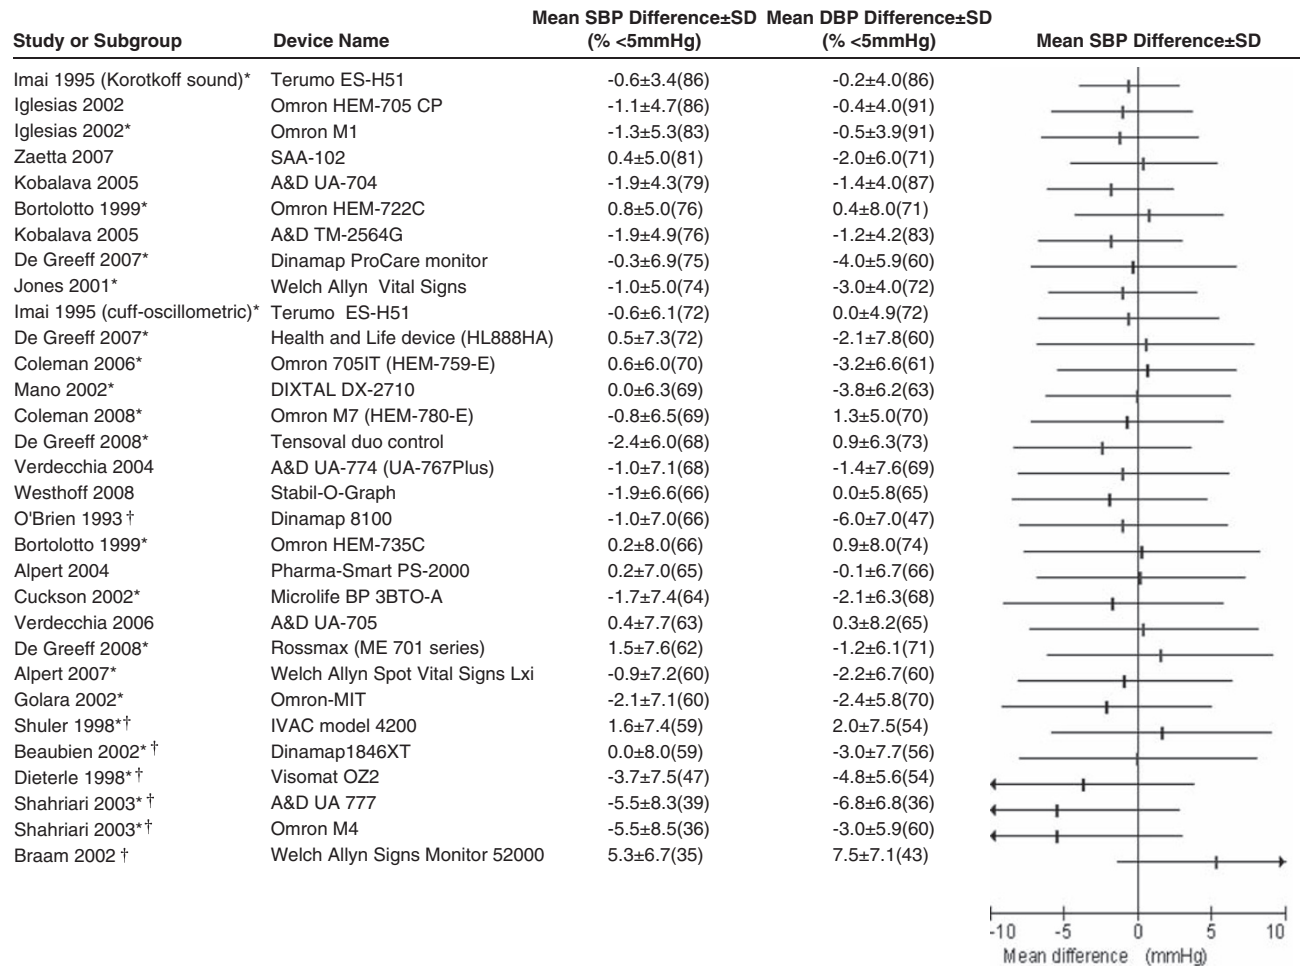 Mean SBP Difference±SD Mean DBP Difference±SD
Study or Subgroup Device Name (% <5mmHg) (% <5mmHg) Mean SBP Difference±SD
Imai 1995 (Korotkoff sound)* Terumo ES-H51 -0.6±3.4(86) -0.2±4.0(86)
Iglesias 2002 Omron HEM-705 CP -1.1±4.7(86) -0.4±4.0(91)
Iglesias 2002* Omron M1 -1.3±5.3(83) -0.5±3.9(91)
Zaetta 2007 SAA-102 0.4±5.0(81) -2.0±6.0(71)
Kobalava 2005 A&D UA-704 -1.9±4.3(79) -1.4±4.0(87)
Bortolotto 1999* Omron HEM-722C 0.8±5.0(76) 0.4±8.0(71)
Kobalava 2005 A&D TM-2564G -1.9±4.9(76) -1.2±4.2(83)
De Greeff 2007* Dinamap ProCare monitor -0.3±6.9(75) -4.0±5.9(60)
Jones 2001* Welch Allyn Vital Signs -1.0±5.0(74) -3.0±4.0(72)
Imai 1995 (cuff-oscillometric)* Terumo ES-H51 -0.6±6.1(72) 0.0±4.9(72)
De Greeff 2007* Health and Life device (HL888HA) 0.5±7.3(72) -2.1±7.8(60)
Coleman 2006* Omron 705IT (HEM-759-E) 0.6±6.0(70) -3.2±6.6(61)
Mano 2002* DIXTAL DX-2710 0.0±6.3(69) -3.8±6.2(63)
Coleman 2008* Omron M7 (HEM-780-E) -0.8±6.5(69) 1.3±5.0(70)
De Greeff 2008* Tensoval duo control -2.4±6.0(68) 0.9±6.3(73)
Verdecchia 2004 A&D UA-774 (UA-767Plus) -1.0±7.1(68) -1.4±7.6(69)
Westhoff 2008 Stabil-O-Graph -1.9±6.6(66) 0.0±5.8(65)
O'Brien 1993 † Dinamap 8100 -1.0±7.0(66) -6.0±7.0(47)
Bortolotto 1999* Omron HEM-735C 0.2±8.0(66) 0.9±8.0(74)
Alpert 2004 Pharma-Smart PS-2000 0.2±7.0(65) -0.1±6.7(66)
Cuckson 2002* Microlife BP 3BTO-A -1.7±7.4(64) -2.1±6.3(68)
Verdecchia 2006 A&D UA-705 0.4±7.7(63) 0.3±8.2(65)
De Greeff 2008* Rossmax (ME 701 series) 1.5±7.6(62) -1.2±6.1(71)
Alpert 2007* Welch Allyn Spot Vital Signs Lxi -0.9±7.2(60) -2.2±6.7(60)
Golara 2002* Omron-MIT -2.1±7.1(60) -2.4±5.8(70)
Shuler 1998*† IVAC model 4200 1.6±7.4(59) 2.0±7.5(54)
Beaubien 2002* † Dinamap1846XT 0.0±8.0(59) -3.0±7.7(56)
Dieterle 1998* † Visomat OZ2 -3.7±7.5(47) -4.8±5.6(54)
Shahriari 2003* † A&D UA 777 -5.5±8.3(39) -6.8±6.8(36)
Shahriari 2003* † Omron M4 -5.5±8.5(36) -3.0±5.9(60)
Braam 2002 † Welch Allyn Signs Monitor 52000 5.3±6.7(35) 7.5±7.1(43)
-10 -5 0 5 10
Mean difference (mmHg)